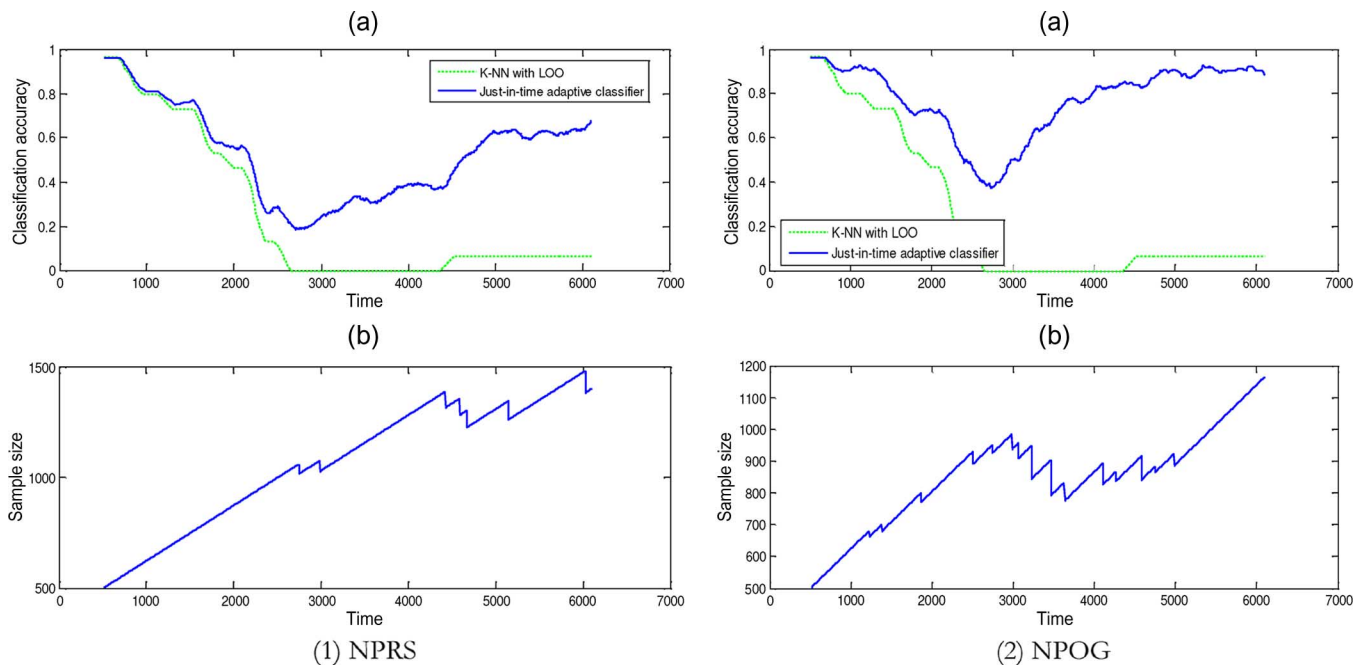 (a)
Classification accuracy
1
0.8
0.6
0.4
0.2
0
K-NN with LOO
Just-in-time adaptive classifier
0 1000 2000 3000 4000 5000 6000 7000
Time
(b)
Sample size
1500
1000
500
0 1000 2000 3000 4000 5000 6000 7000
Time
(1) NPRS
(a)
Classification accuracy
1
0.8
0.6
0.4
0.2
0
K-NN with LOO
Just-in-time adaptive classifier
0 1000 2000 3000 4000 5000 6000 7000
Time
(b)
Sample size
1200
1100
1000
900
800
700
600
500
0 1000 2000 3000 4000 5000 6000 7000
Time
(2) NPOG